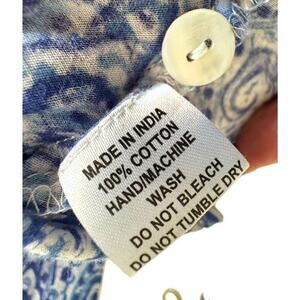 MADE IN INDIA
100% COTTON
HAND/MACHINE
WASH
DO NOT BLEACH
DO NOT TUMBLE DRY